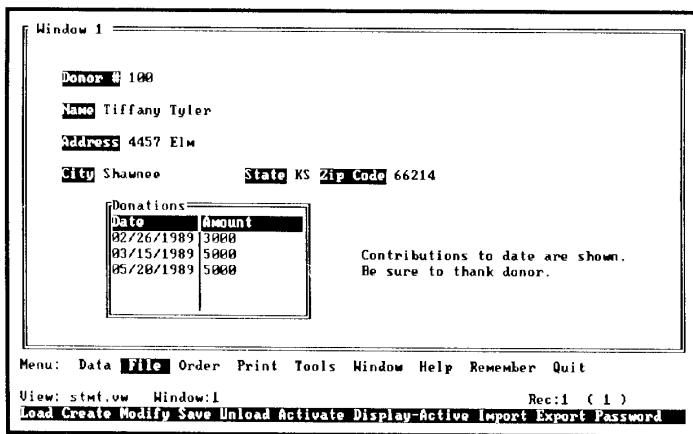 Window 1
Donor # 100
Name Tiffany Tyler
Address 4457 Elm
City Shawnee State KS Zip Code 66214
Donations
Date Amount
02/26/1989 3000
03/15/1989 5000
05/20/1989 5000
Contributions to date are shown.
Be sure to thank donor.
Menu: Data File Order Print Tools Window Help Remember Quit
View: stmt.vw Window:1 Rec:1 ( 1 )
Load Create Modify Save Unload Activate Display-Active Import Export Password